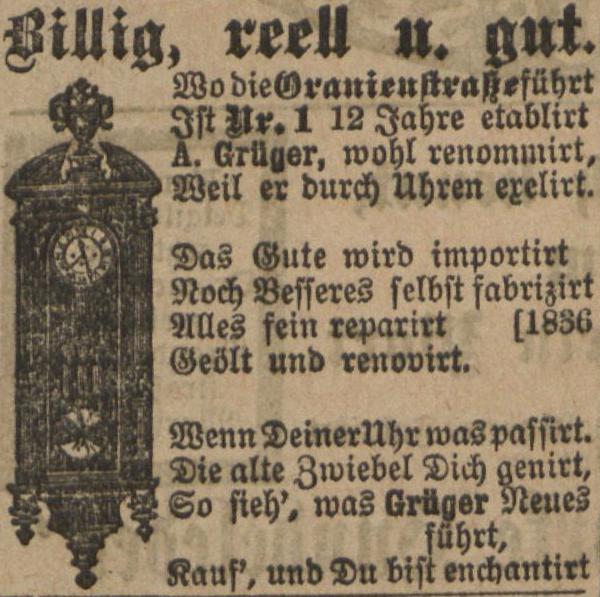 Billig, reell u. gut.
Wo die Oranienstraße führt
Ist Nr. 1 12 Jahre etablirt
A. Grüger, wohl renommirt,
Weil er durch Uhren exelirt.
Das Gute wird importirt
Noch Besseres selbst fabrizirt
Alles fein reparirt [1836
Geölt und renovirt.
Wenn Deiner Uhr was passirt.
Die alte Zwiebel Dich genirt,
So sieh', was Grüger Neues
führt,
Kauf', und Du bist enchantirt